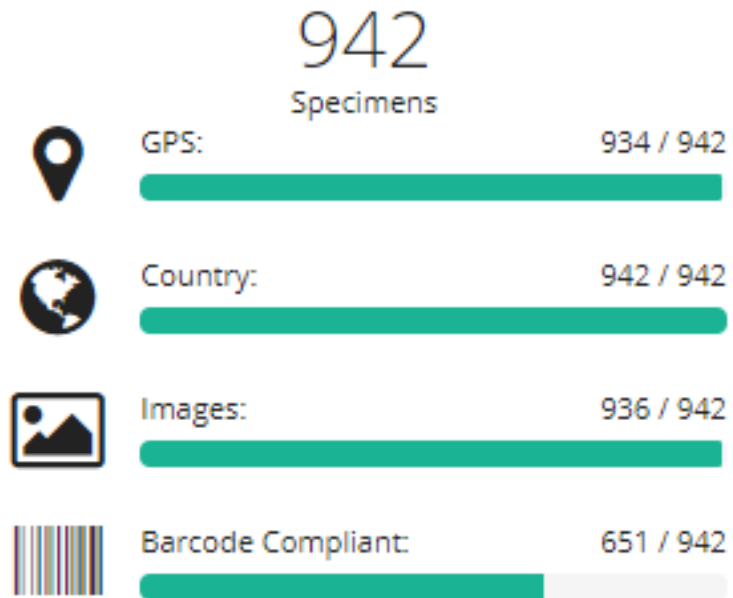 942
Specimens
GPS: 934 / 942
Country: 942 / 942
Images: 936 / 942
Barcode Compliant: 651 / 942